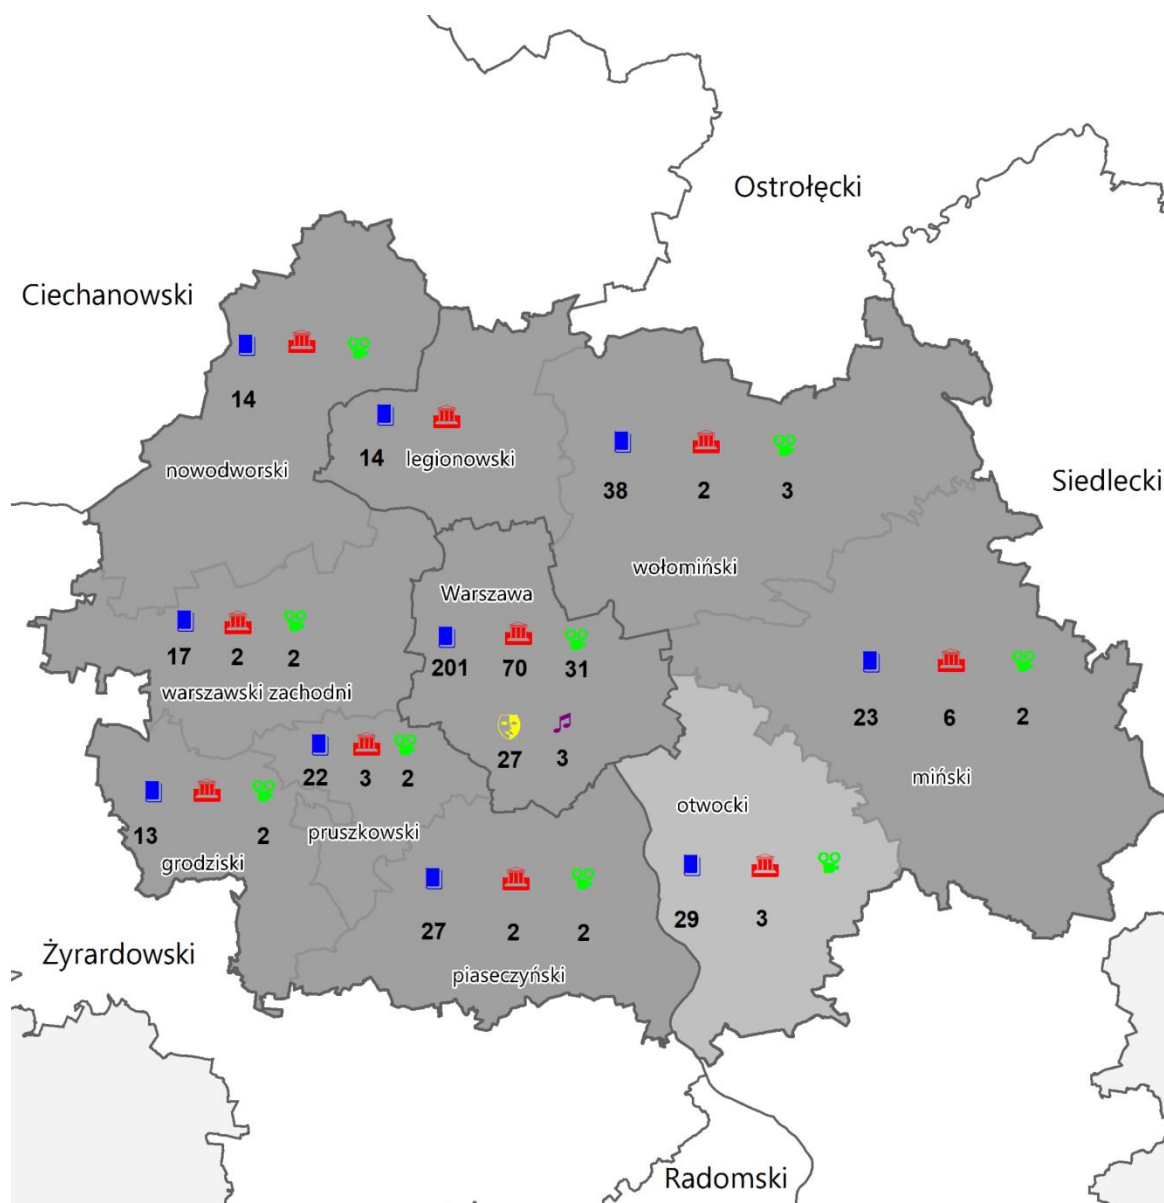 Ostrołęcki
Ciechanowski
14
nowodworski
14 legionowski
38 2 3
wołomiński
Siedlecki
Warszawa
201 70 31
27 3
17 2 2
warszawski zachodni
23 6 2
miński
22 3 2
pruszkowski
13 2
grodziski
otwocki
29 3
27 2 2
piaseczyński
Żyrardowski
Radomski